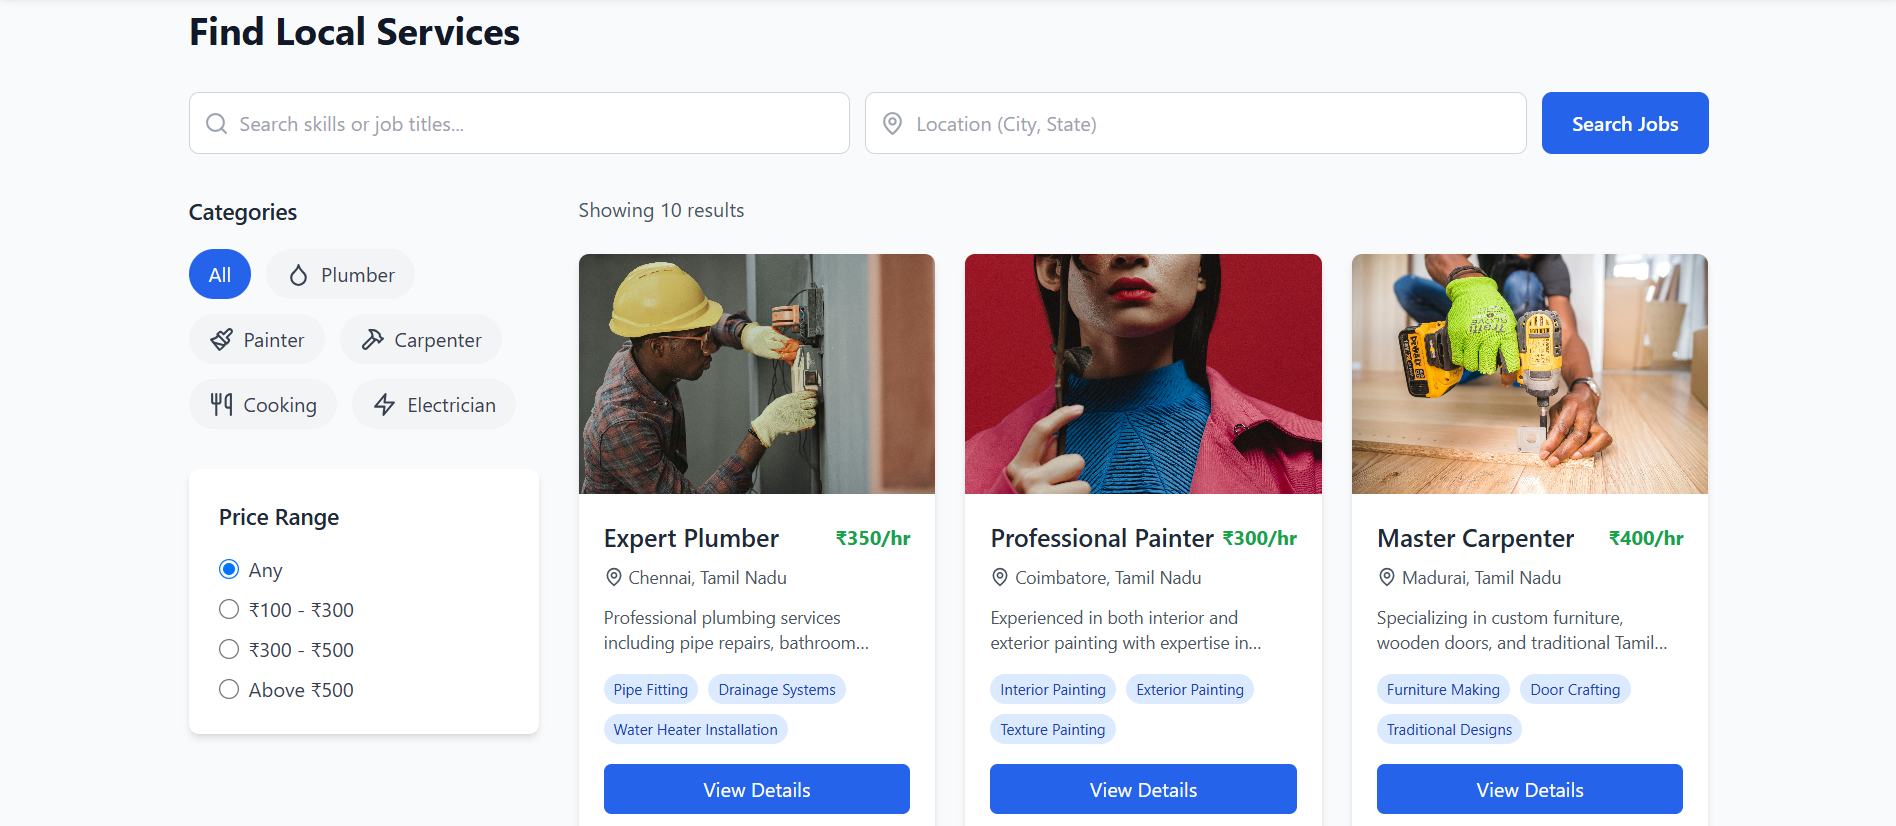 Find Local Services
Search skills or job titles...
Location (City, State)
Search Jobs
Categories
All
Plumber
Painter
Carpenter
Cooking
Electrician
Price Range
Any
₹100 - ₹300
₹300 - ₹500
Above ₹500
Showing 10 results
Expert Plumber ₹350/hr
Chennai, Tamil Nadu
Professional plumbing services
including pipe repairs, bathroom...
Pipe Fitting Drainage Systems
Water Heater Installation
View Details
Professional Painter ₹300/hr
Coimbatore, Tamil Nadu
Experienced in both interior and
exterior painting with expertise in...
Interior Painting Exterior Painting
Texture Painting
View Details
Master Carpenter ₹400/hr
Madurai, Tamil Nadu
Specializing in custom furniture,
wooden doors, and traditional Tamil...
Furniture Making Door Crafting
Traditional Designs
View Details